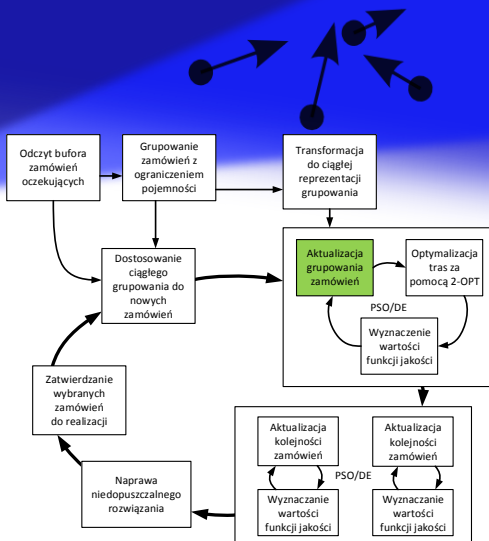 Odczyt bufora
zamówień
oczekujących
Grupowanie
zamówień z
ograniczeniem
pojemności
Transformacja
do ciągłej
reprezentacji
grupowania
Dostosowanie
ciągłego
grupowania do
nowych
zamówień
Aktualizacja
grupowania
zamówień
Optymalizacja
tras za
pomocą 2-OPT
PSO/DE
Wyznaczenie
wartości
funkcji jakości
Zatwierdzanie
wybranych
zamówień
do realizacji
Naprawa
niedopuszczalnego
rozwiązania
Aktualizacja
kolejności
zamówień
Aktualizacja
kolejności
zamówień
PSO/DE
Wyznaczanie
wartości
funkcji jakości
Wyznaczanie
wartości
funkcji jakości